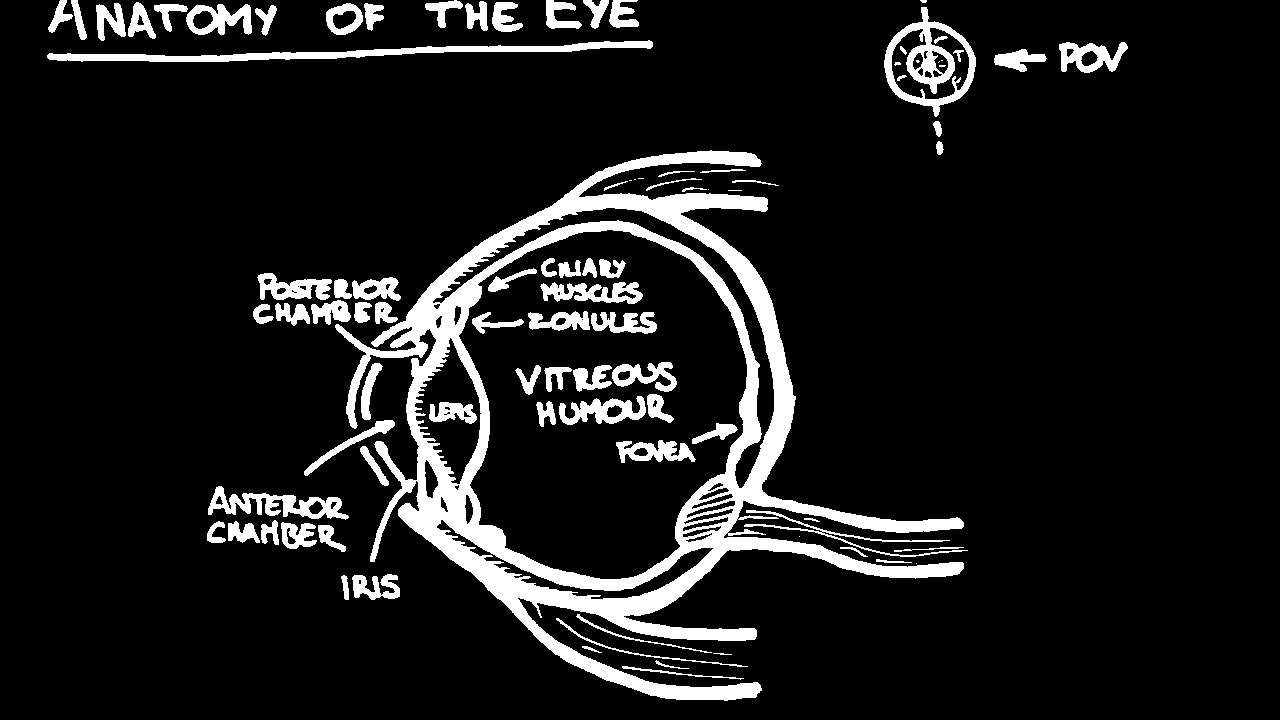 ANATOMY OF THE EYE
POV
CILIARY
MUSCLES
POSTERIOR
CHAMBER
ZONULES
VITREOUS
HUMOUR
LENS
FOVEA
ANTERIOR
CHAMBER
IRIS